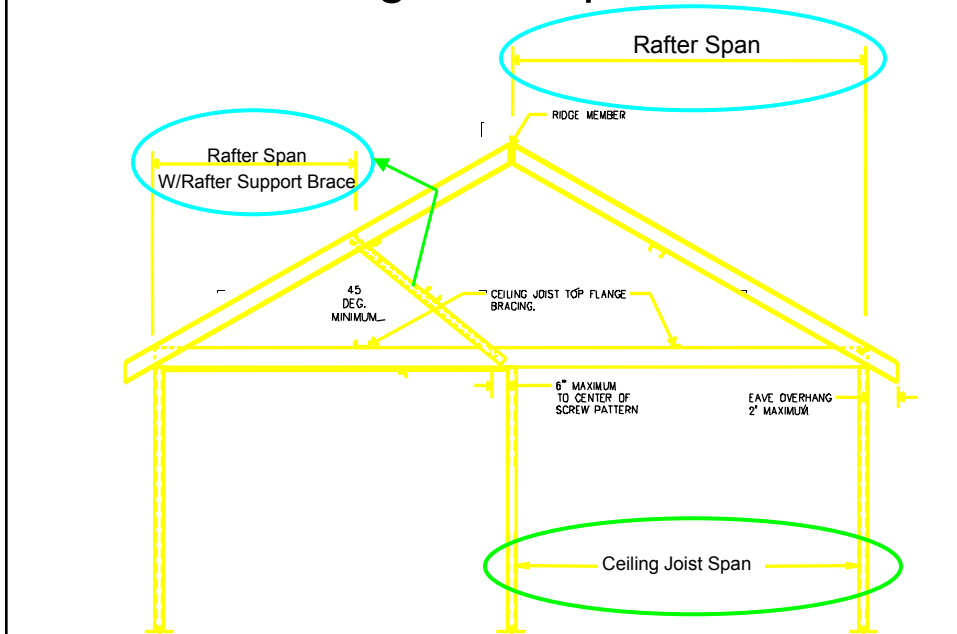 Rafter Span
RIDGE MEMBER
Rafter Span
W/Rafter Support Brace
45
DEG.
MINIMUM
CEILING JOIST TOP FLANGE
BRACING.
6" MAXIMUM
TO CENTER OF
SCREW PATTERN
EAVE OVERHANG
2' MAXIMUM
Ceiling Joist Span